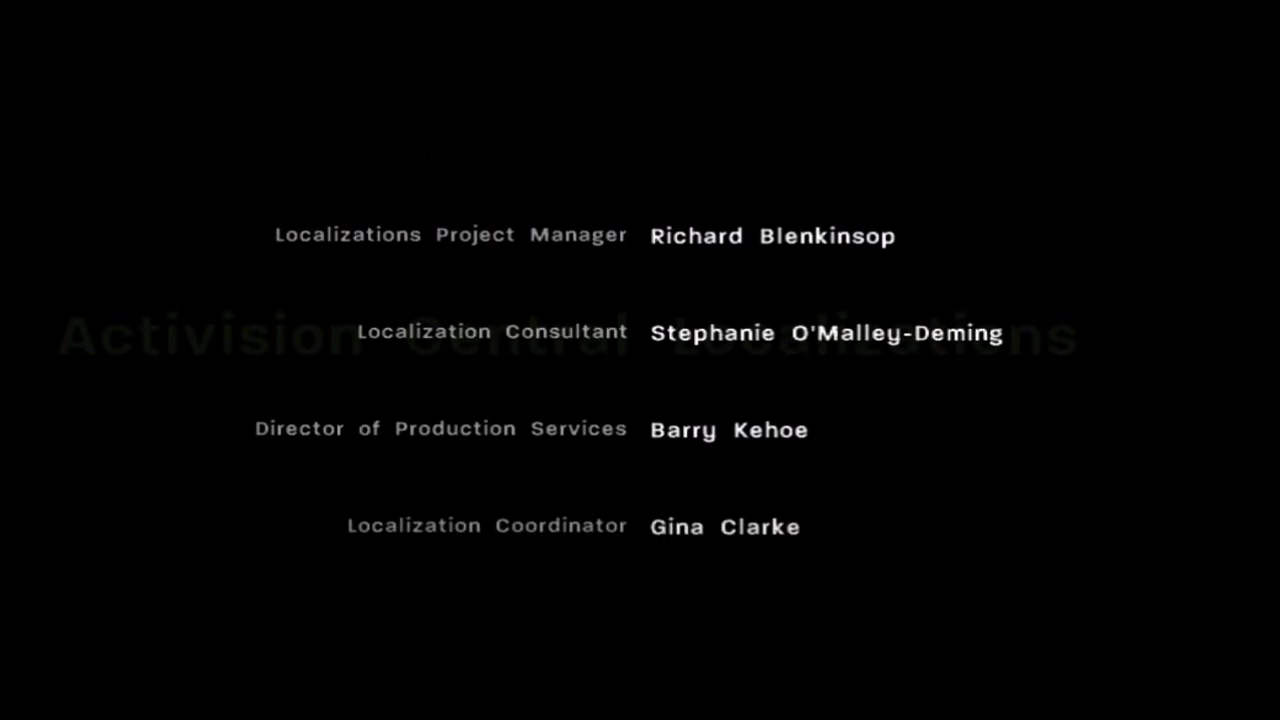 Localizations Project Manager Richard Blenkinsop
Activision Central Localizations
Localization Consultant Stephanie O'Malley-Deming
Director of Production Services Barry Kehoe
Localization Coordinator Gina Clarke